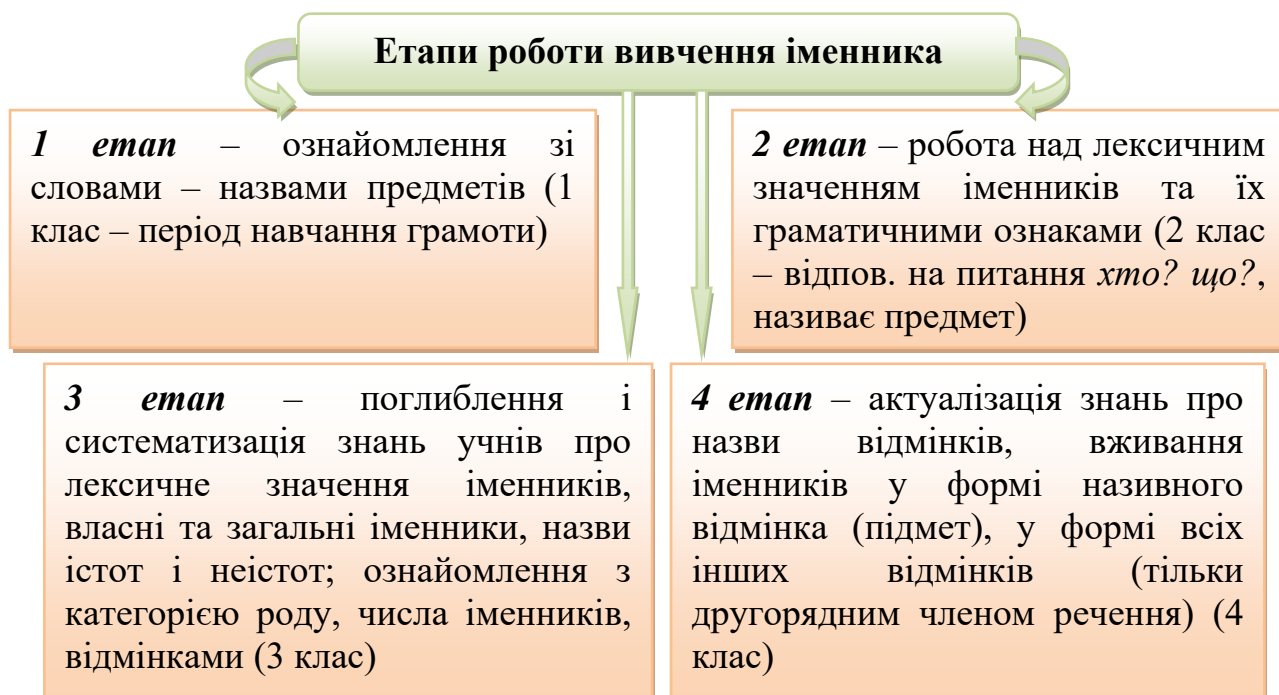 Етапи роботи вивчення іменника
1 етап – ознайомлення зі
словами – назвами предметів (1
клас – період навчання грамоти)
2 етап – робота над лексичним
значенням іменників та їх
граматичними ознаками (2 клас
– відпов. на питання хто? що?,
називає предмет)
3 етап – поглиблення і
систематизація знань учнів про
лексичне значення іменників,
власні та загальні іменники, назви
істот і неістот; ознайомлення з
категорією роду, числа іменників,
відмінками (3 клас)
4 етап – актуалізація знань про
назви відмінків, вживання
іменників у формі називного
відмінка (підмет), у формі всіх
інших відмінків (тільки
другорядним членом речення) (4
клас)